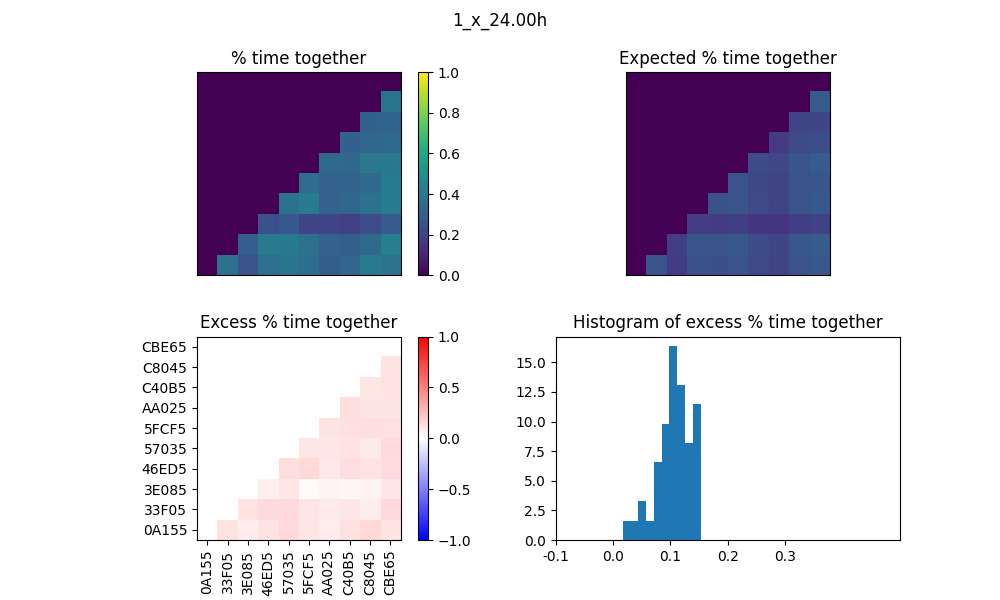 1_x_24.00h
% time together
Expected % time together
1.0
0.8
0.6
0.4
0.2
0.0
Excess % time together
Histogram of excess % time together
CBE65
C8045
C40B5
AA025
5FCF5
57035
46ED5
3E085
33F05
0A155
0A155
33F05
3E085
46ED5
57035
5FCF5
AA025
C40B5
C8045
CBE65
1.0
0.5
0.0
−0.5
−1.0
15.0
12.5
10.0
7.5
5.0
2.5
0.0
-0.1
0.0
0.1
0.2
0.3